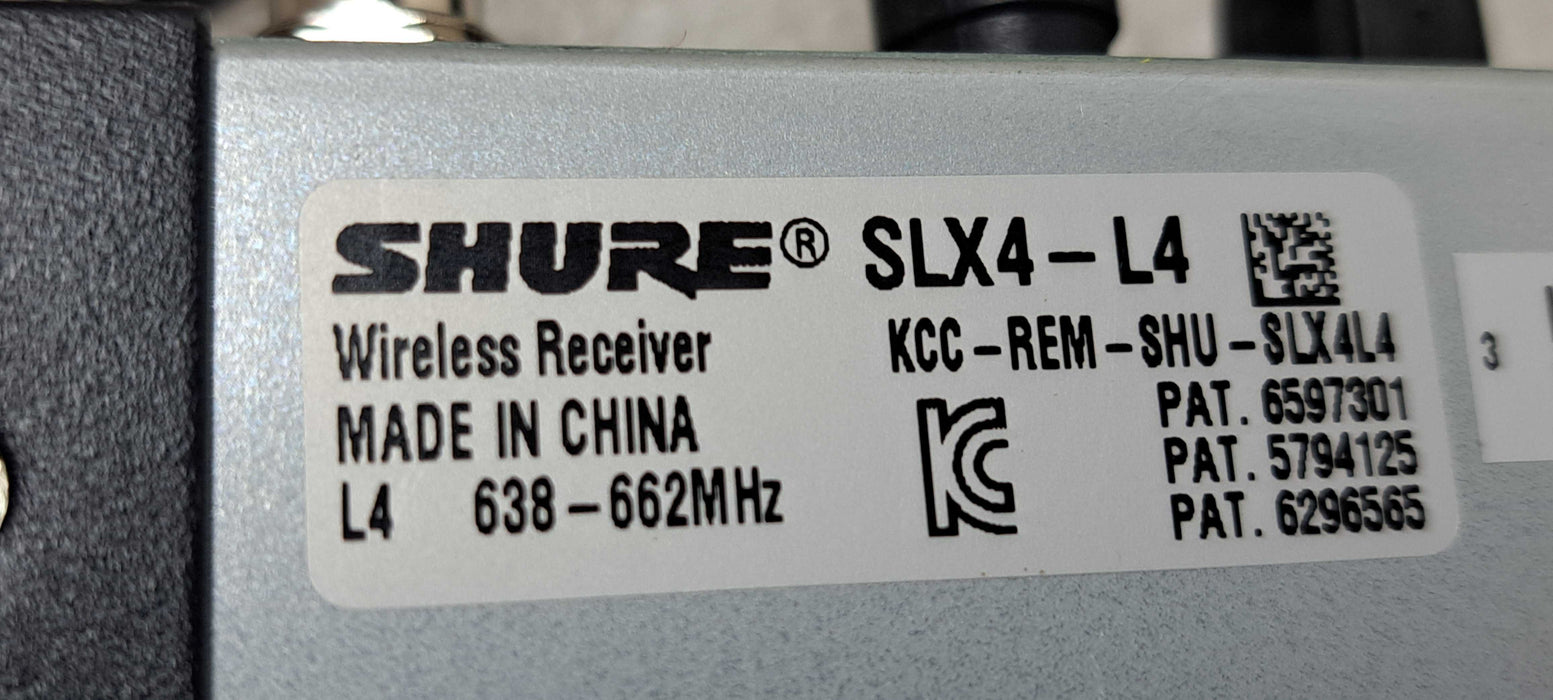 SHURE® SLX4-L4
Wireless Receiver
KCC-REM-SHU-SLX4L4
MADE IN CHINA
L4 638-662MHz
PAT. 6597301
PAT. 5794125
PAT. 6296565
3